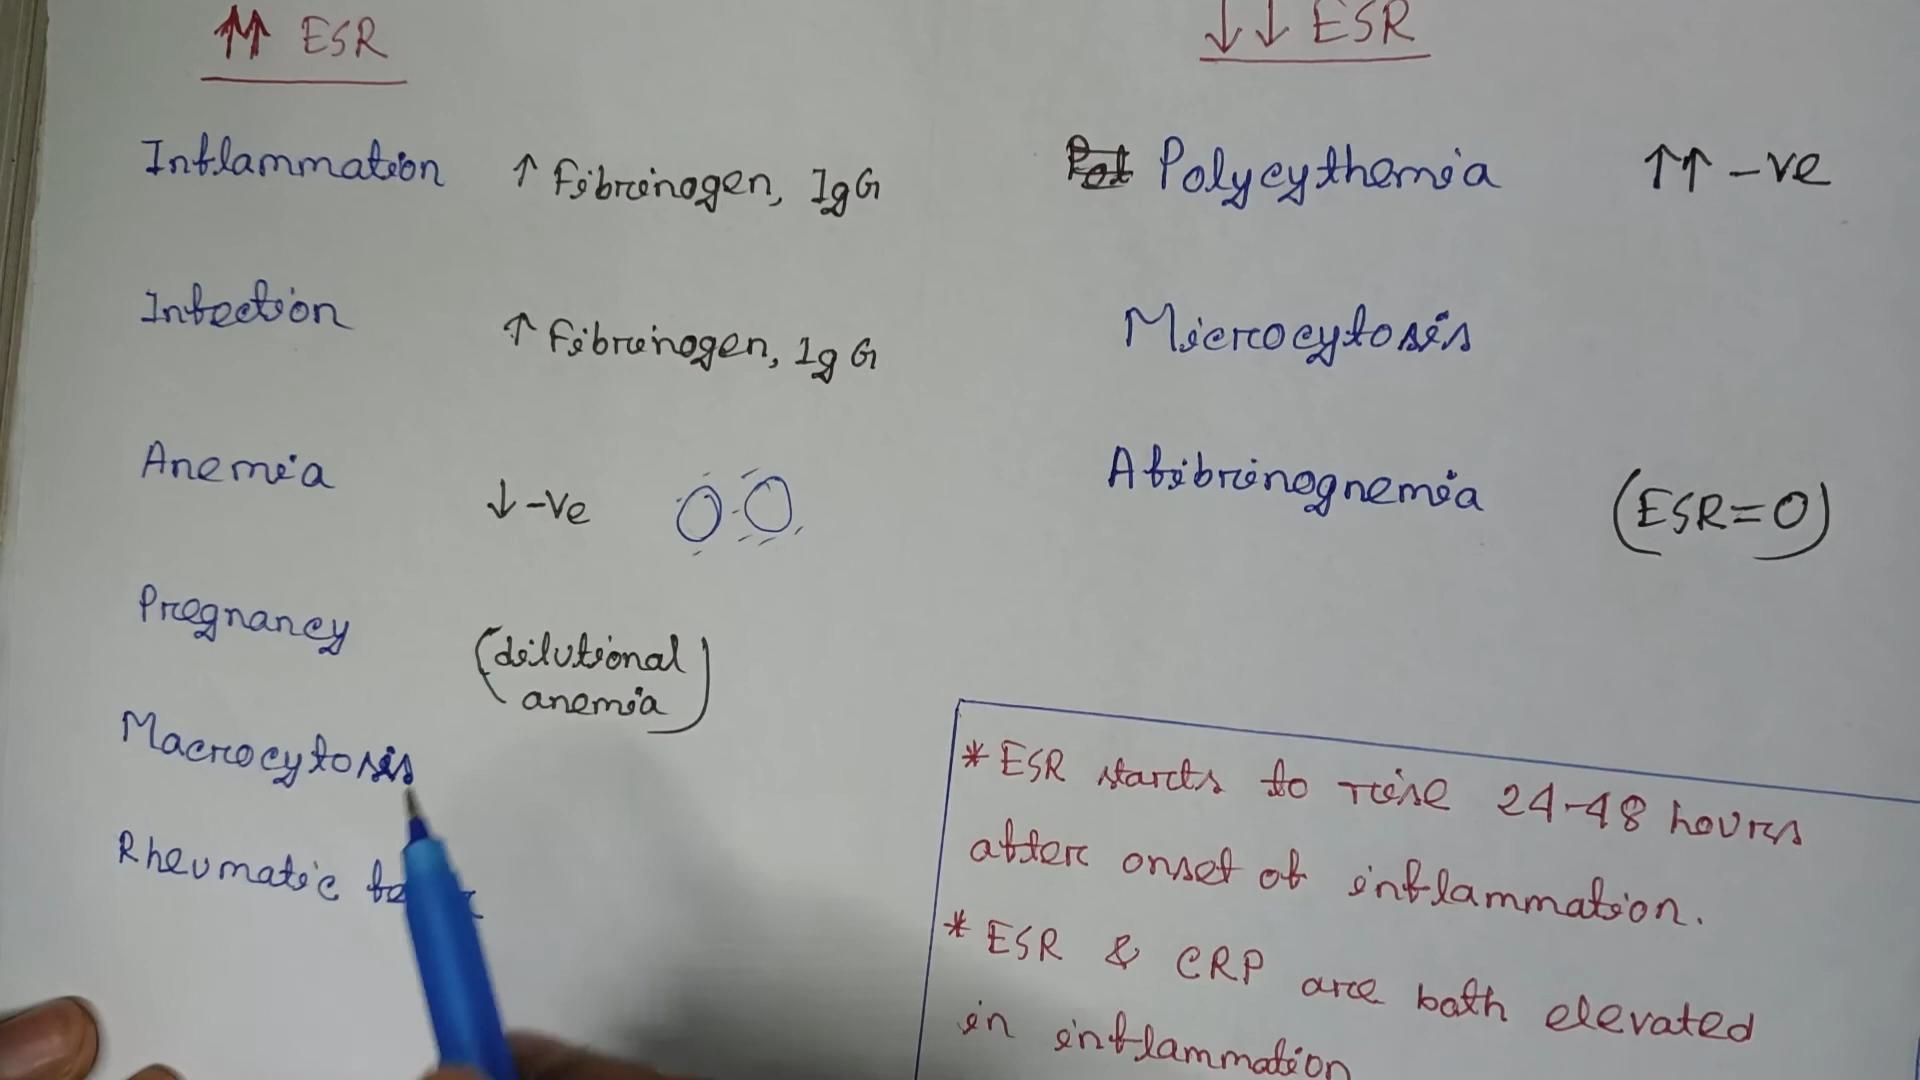 ↑↑ ESR
Inflammation ↑ Fibrinogen, IgG
Infection ↑ Fibrinogen, IgG
Anemia ↓ -ve
Pregnancy (dilutional
anemia)
Macrocytosis
Rheumatic
↓↓ ESR
Polycythemia ↑↑ -ve
Microcytosis
Afibrinognemia (ESR=0)
* ESR starts to rise 24-48 hours
after onset of inflammation.
* ESR & CRP are both elevated
in inflammation